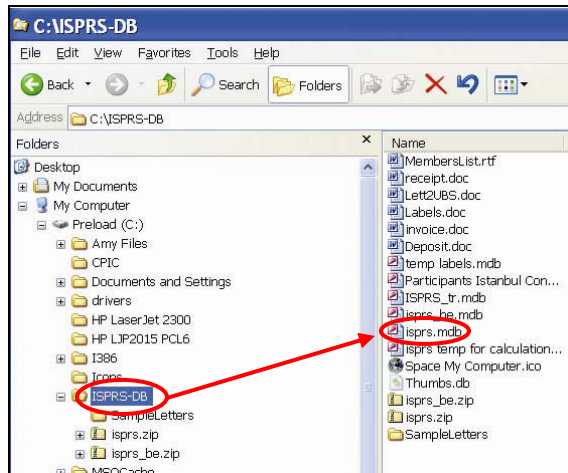 C:\ISPRS-DB
File Edit View Favorites Tools Help
Back Search Folders
Address C:\ISPRS-DB
Folders × Name
Desktop
My Documents
My Computer
Preload (C:)
Amy Files
CPIC
Documents and Settings
drivers
HP LaserJet 2300
HP LJP2015 PCL6
I386
Icons
ISPRS-DB
SampleLetters
isprs.zip
isprs_be.zip
MSOCache
MembersList.rtf
receipt.doc
Lett2UBS.doc
Labels.doc
invoice.doc
Deposit.doc
temp labels.mdb
Participants Istanbul Con...
ISPRS_tr.mdb
isprs_be.mdb
isprs.mdb
isprs temp for calculation...
Space My Computer.ico
Thumbs.db
isprs_be.zip
isprs.zip
SampleLetters